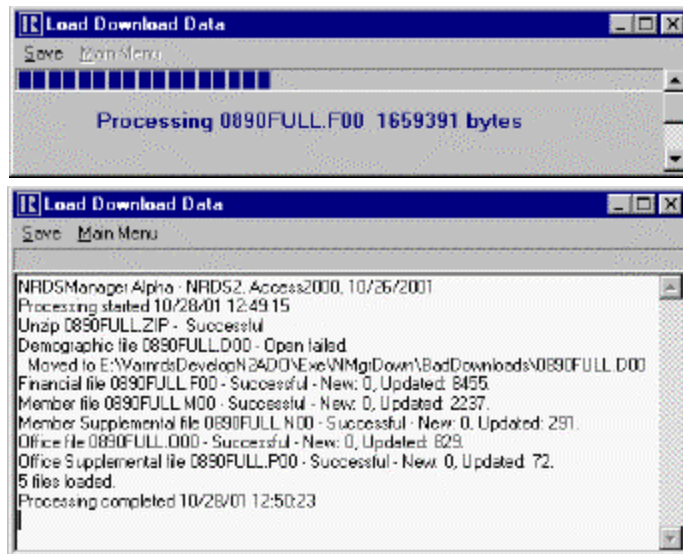 Load Download Data
Save Main Menu
Processing 0890FULL.F00 1659391 bytes
Load Download Data
Save Main Menu
NRDSManager Alpha - NRDS2, Access2000, 10/26/2001
Processing started 10/28/01 12:49:15
Unzip 0890FULL.ZIP - Successful
Demographic file 0890FULL.D00 - Open failed.
Moved to E:\WarnrdsDevelopN2ADO\Exe\NMgrDown\BadDownloads\0890FULL.D00
Financial file 0890FULL.F00 - Successful - New: 0, Updated: 8455.
Member file 0890FULL.M00 - Successful - New: 0, Updated: 2237.
Member Supplemental file 0890FULL.N00 - Successful - New: 0, Updated: 291.
Office file 0890FULL.O00 - Successful - New: 0, Updated: 829.
Office Supplemental file 0890FULL.P00 - Successful - New: 0, Updated: 72.
5 files loaded.
Processing completed 10/28/01 12:50:23